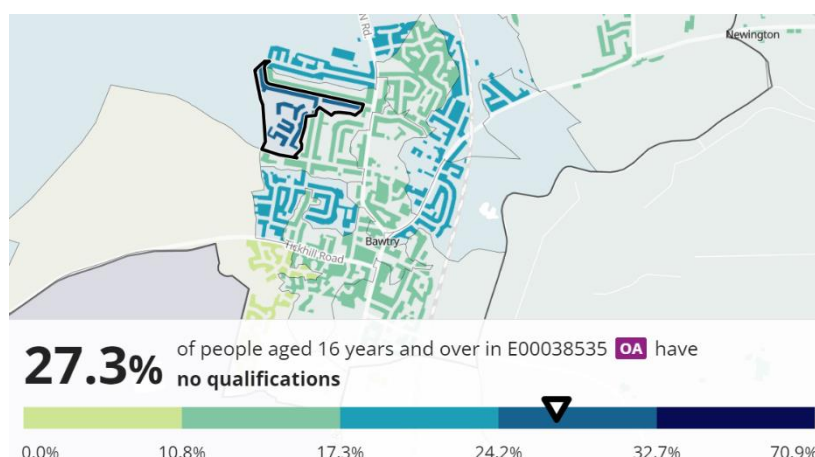 N Rd.
Newington
Bawtry
Tickhill Road
27.3% of people aged 16 years and over in E00038535 OA have
no qualifications
0.0% 10.8% 17.3% 24.2% 32.7% 70.9%